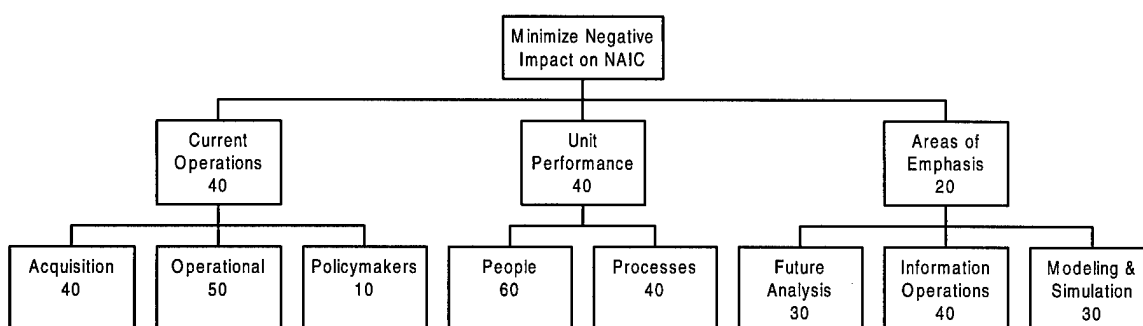 Minimize Negative
Impact on NAIC
Current
Operations
40
Unit
Performance
40
Areas of
Emphasis
20
Acquisition
40
Operational
50
Policymakers
10
People
60
Processes
40
Future
Analysis
30
Information
Operations
40
Modeling &
Simulation
30